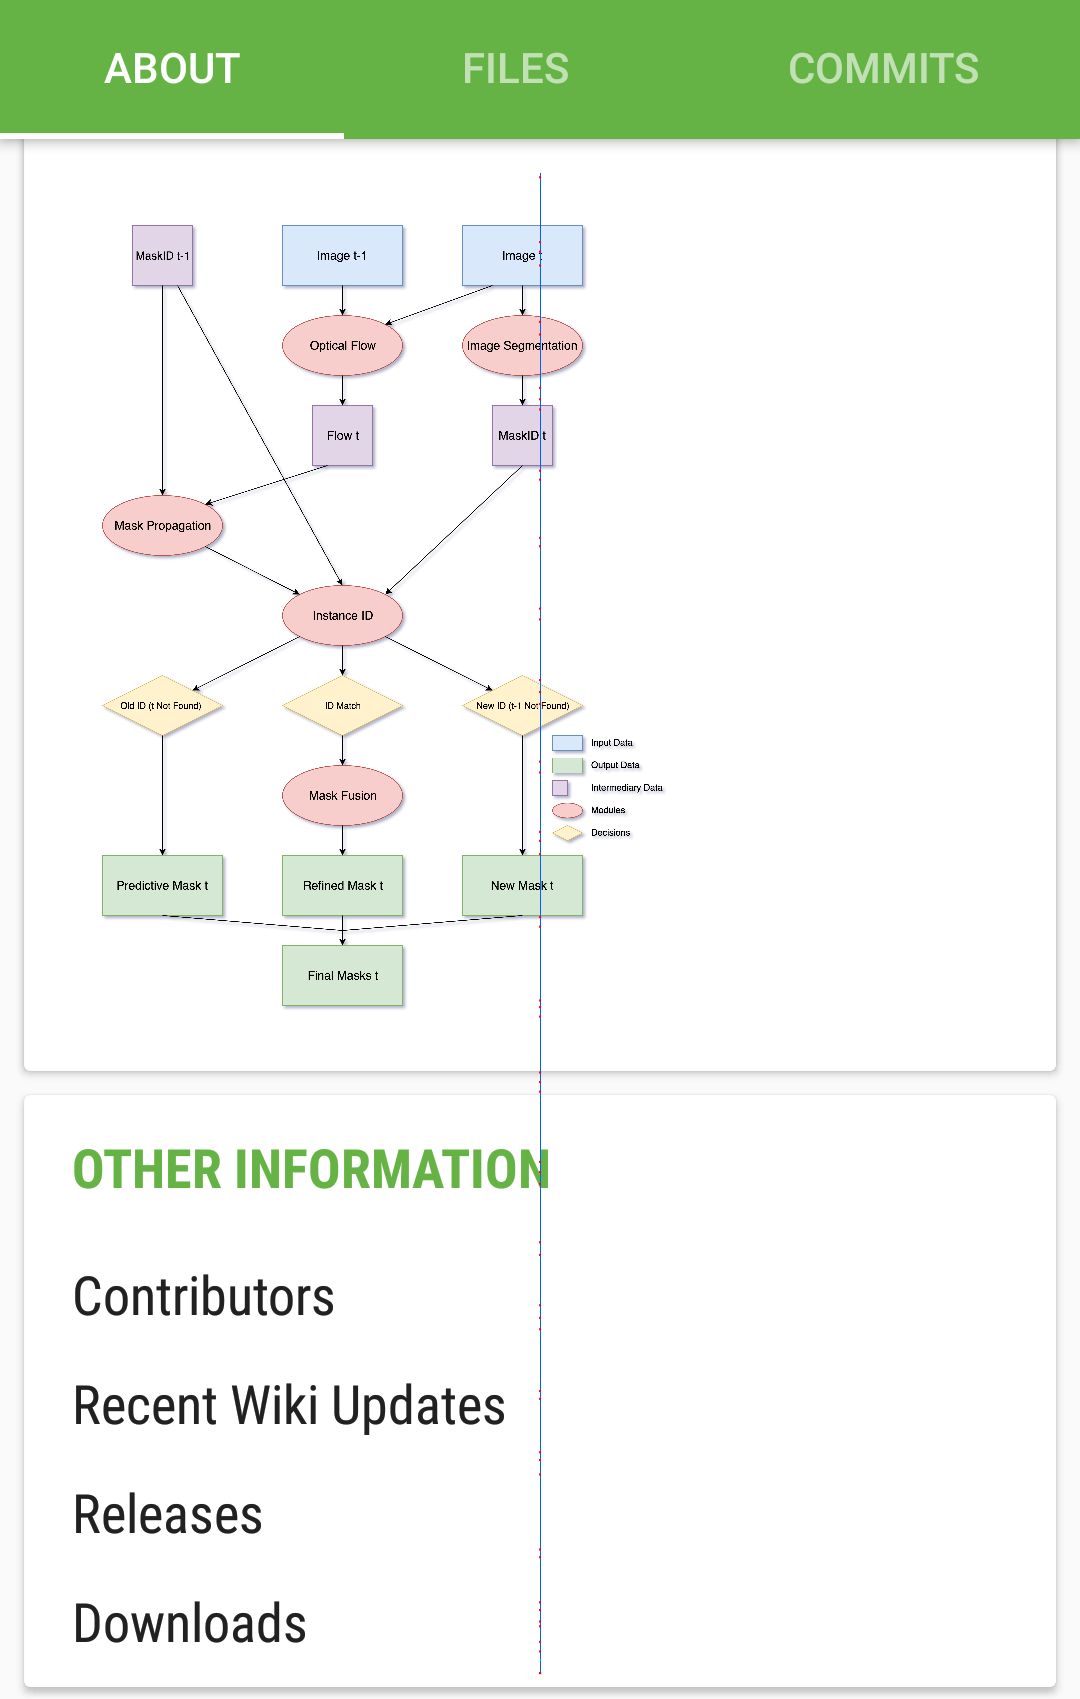 ABOUT FILES COMMITS
MaskID t-1 Image t-1 Image t
Optical Flow Image Segmentation
Flow t MaskID t
Mask Propagation
Instance ID
Old ID (t Not Found) ID Match New ID (t-1 Not Found)
Input Data
Output Data
Intermediary Data
Mask Fusion
Modules
Decisions
Predictive Mask t Refined Mask t New Mask t
Final Masks t
OTHER INFORMATION
Contributors
Recent Wiki Updates
Releases
Downloads